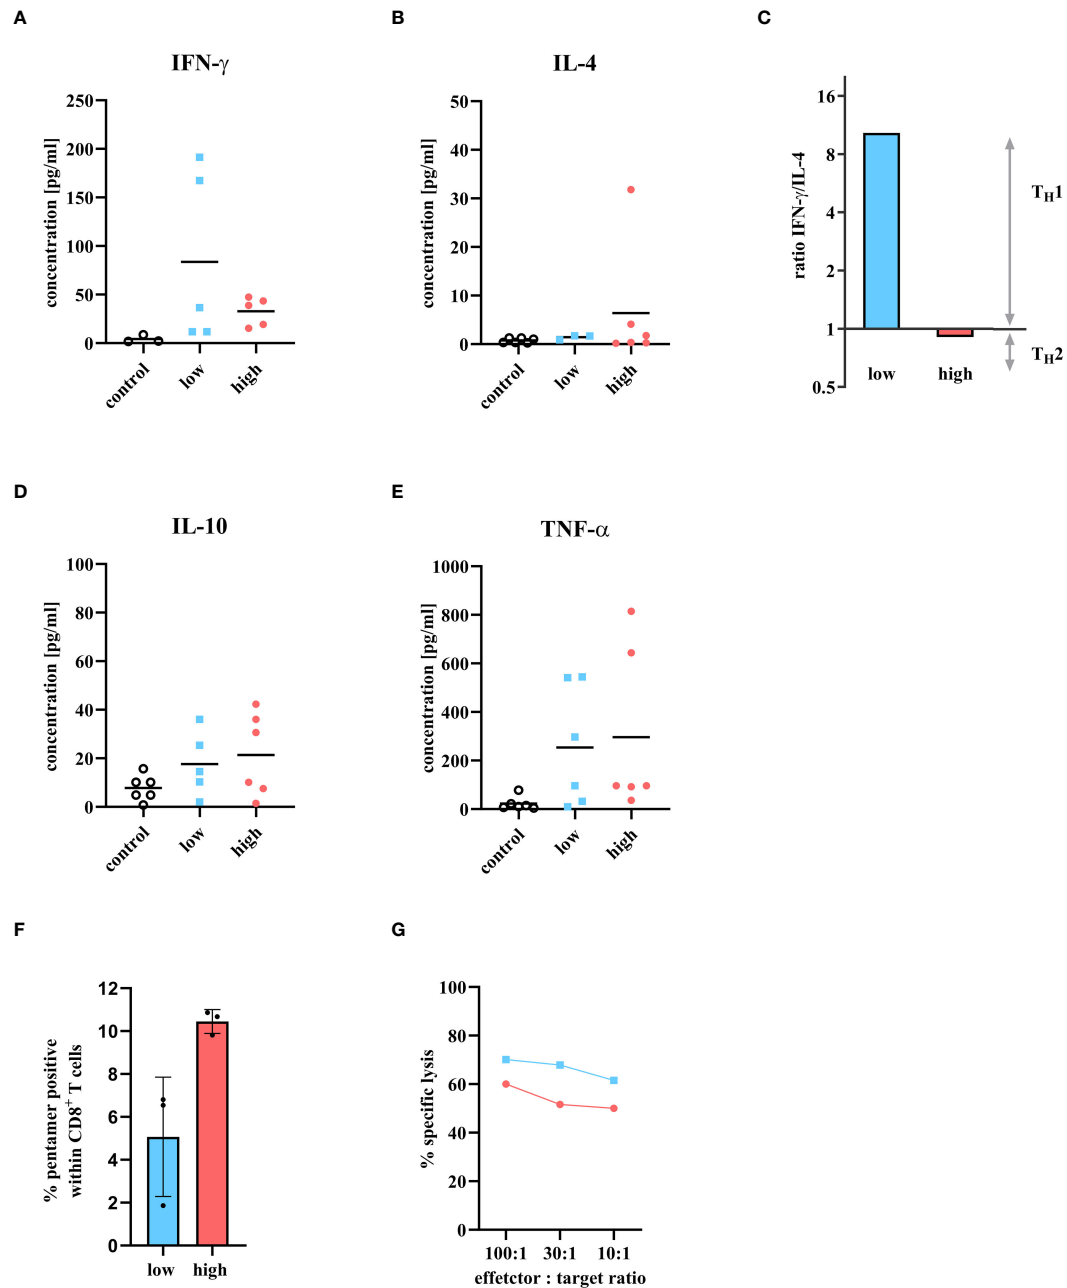 A
IFN-γ
concentration [pg/ml]
250
200
150
100
50
0
control
low
high
B
IL-4
concentration [pg/ml]
50
40
30
20
10
0
control
low
high
C
ratio IFN-γ/IL-4
16
8
4
2
1
0.5
low
high
TH1
TH2
D
IL-10
concentration [pg/ml]
100
80
60
40
20
0
control
low
high
E
TNF-α
concentration [pg/ml]
1000
800
600
400
200
0
control
low
high
F
% pentamer positive
within CD8+ T cells
12
10
8
6
4
2
0
low
high
G
% specific lysis
100
80
60
40
20
0
100:1 30:1 10:1
effetctor : target ratio